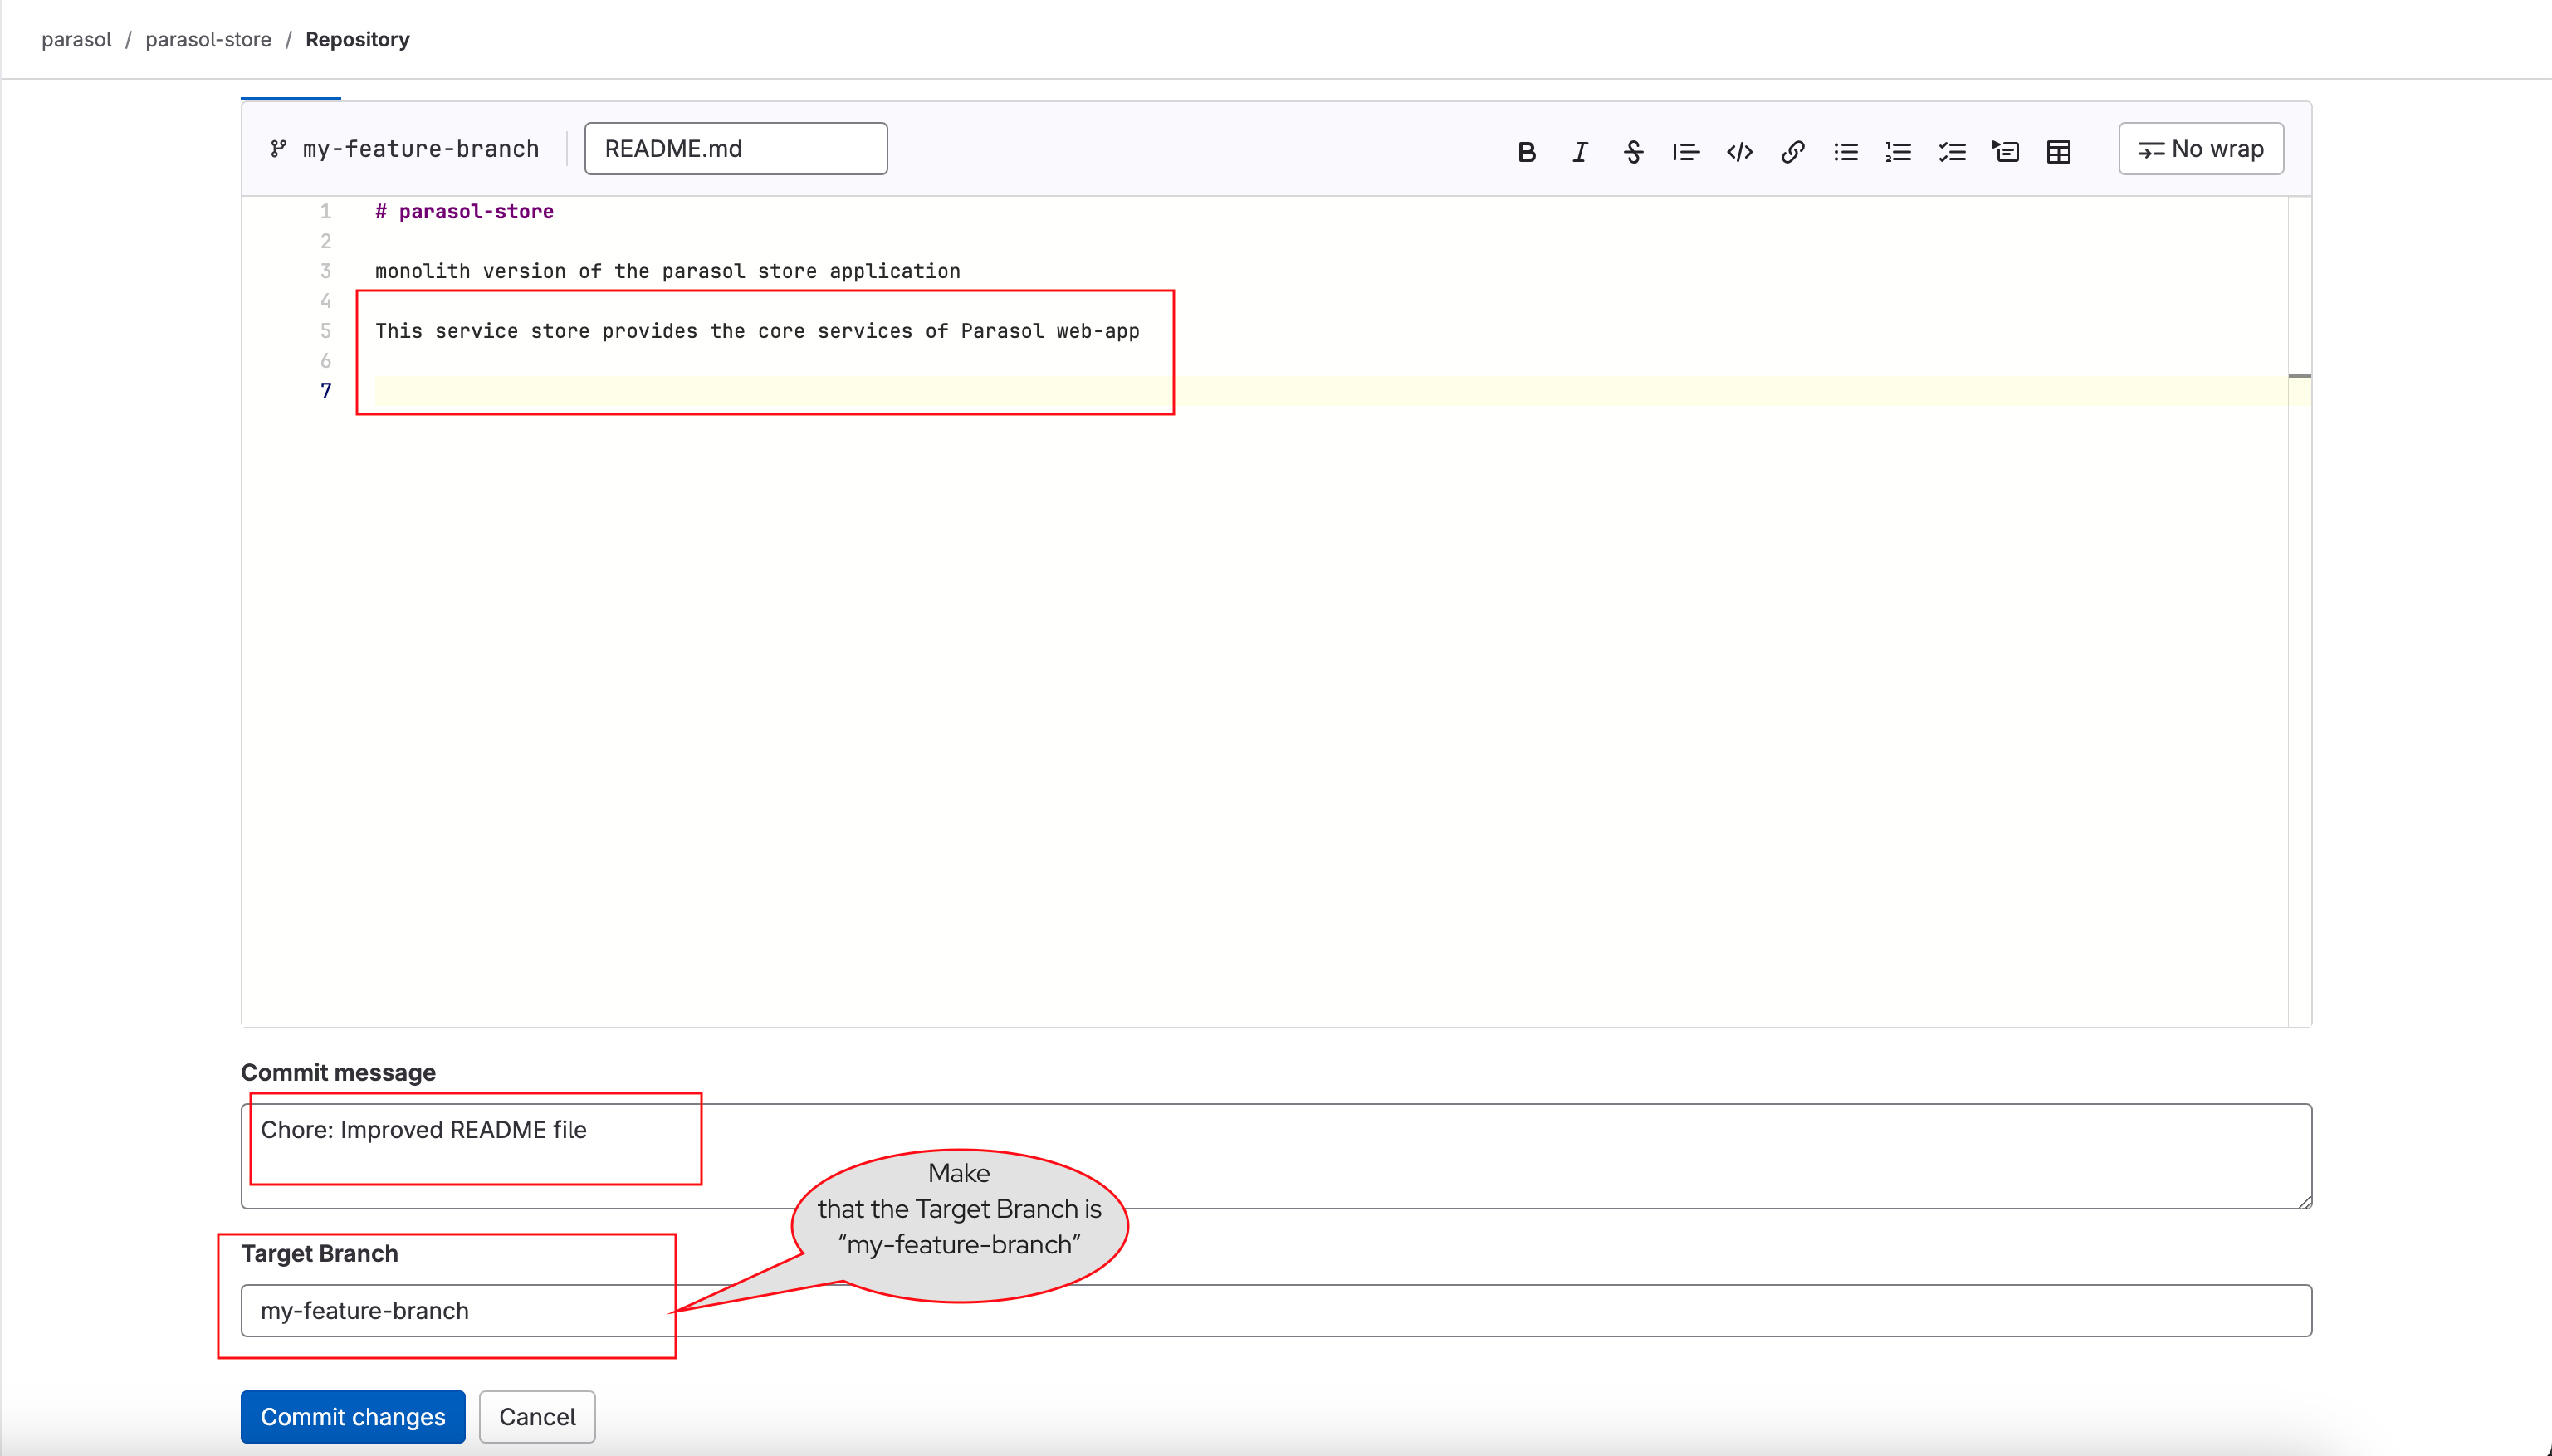 parasol / parasol-store / Repository
my-feature-branch
README.md
No wrap
1 # parasol-store
2
3 monolith version of the parasol store application
4
5 This service store provides the core services of Parasol web-app
6
7
Commit message
Chore: Improved README file
Make
that the Target Branch is
“my-feature-branch”
Target Branch
my-feature-branch
Commit changes
Cancel